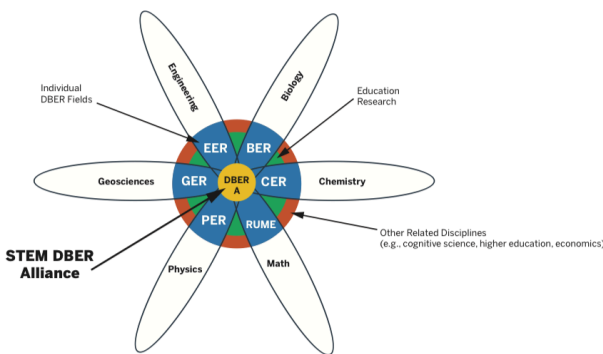 Engineering
Biology
Individual
DBER Fields
Education
Research
EER
BER
Geosciences
GER
DBER
A
CER
Chemistry
PER
RUME
Other Related Disciplines
(e.g., cognitive science, higher education, economics)
STEM DBER
Alliance
Physics
Math